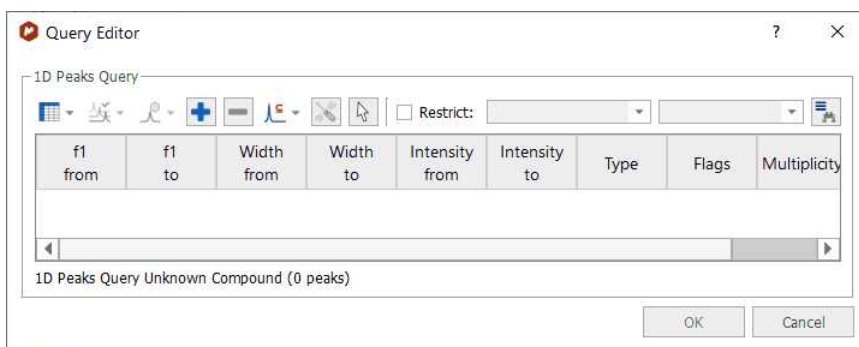 Query Editor
?
1D Peaks Query
Restrict:
f1 from
f1 to
Width from
Width to
Intensity from
Intensity to
Type
Flags
Multiplicity
1D Peaks Query Unknown Compound (0 peaks)
OK
Cancel